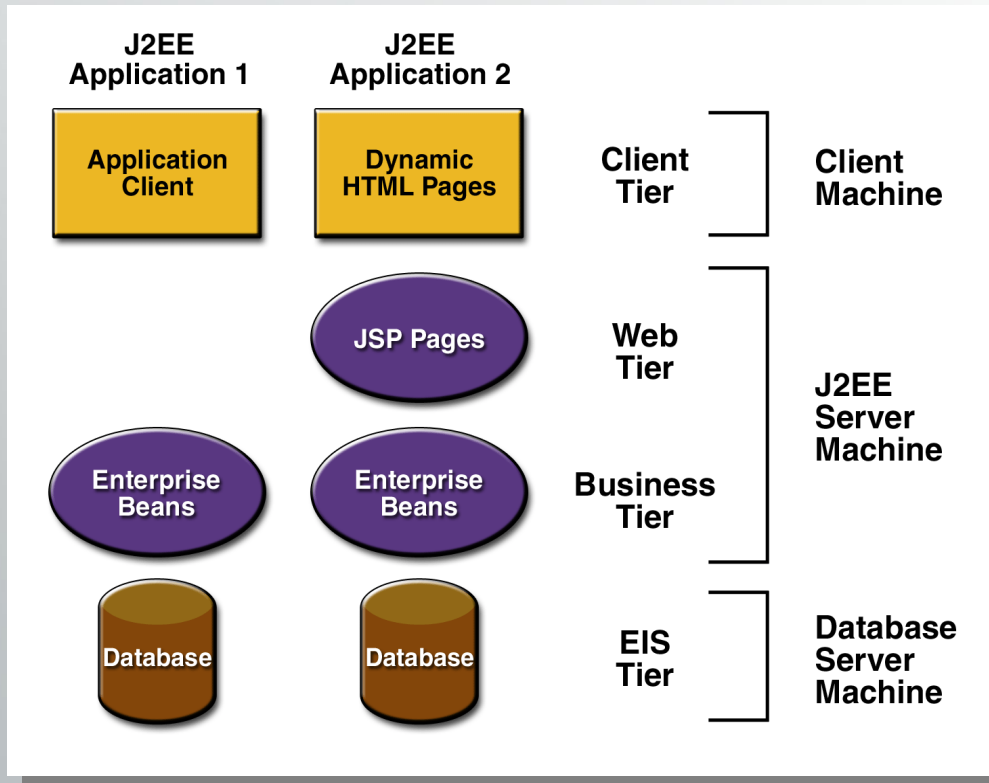 J2EE
Application 1
J2EE
Application 2
Application
Client
Dynamic
HTML Pages
Client
Tier
Client
Machine
JSP Pages
Web
Tier
J2EE
Server
Machine
Enterprise
Beans
Enterprise
Beans
Business
Tier
Database
Database
EIS
Tier
Database
Server
Machine